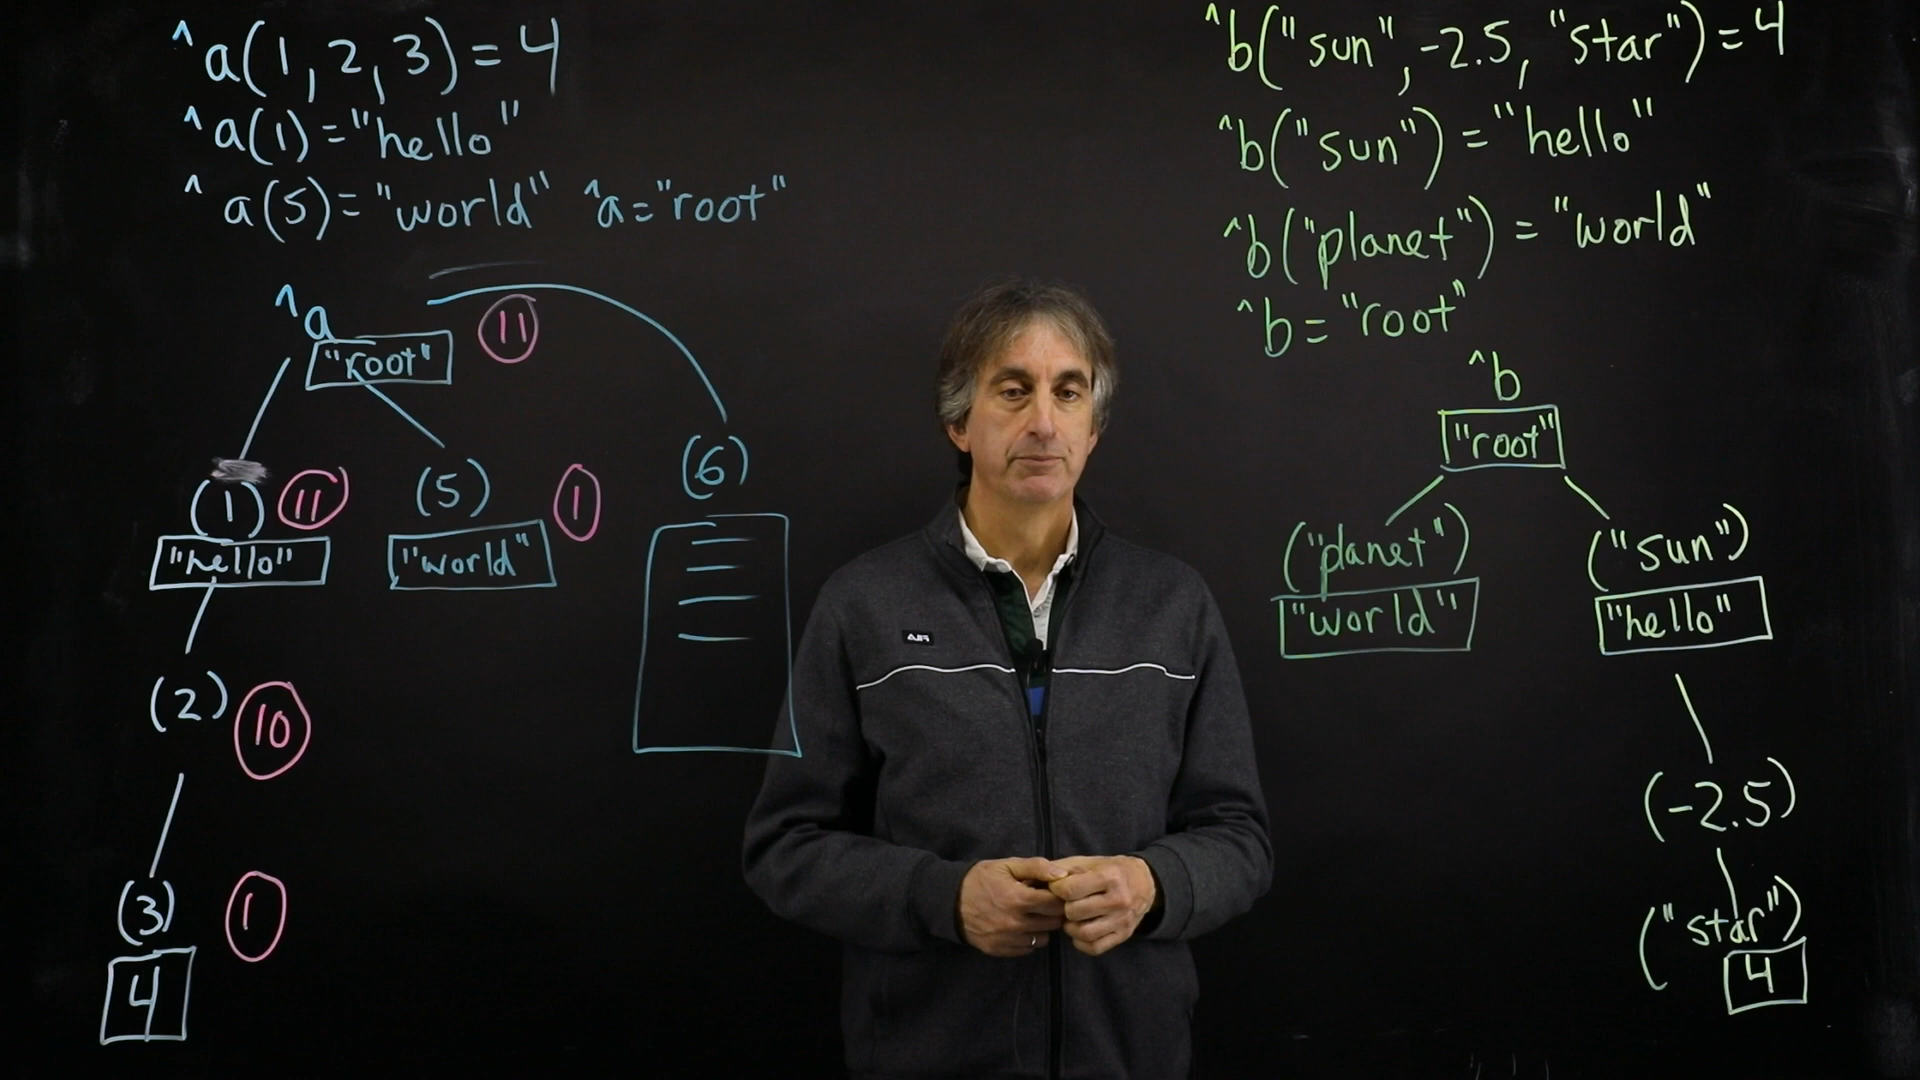 ^a(1,2,3)=4
^a(1)="hello"
^a(5)="world" ^a="root"
^a
"root"
11
(1)
11
"hello"
(5)
1
"world"
(6)
(2)
10
(3)
1
4
^b("sun",-2.5,"star")=4
^b("sun")="hello"
^b("planet")="world"
^b="root"
^b
"root"
("planet")
"world"
("sun")
"hello"
(-2.5)
("star")
4
FILA